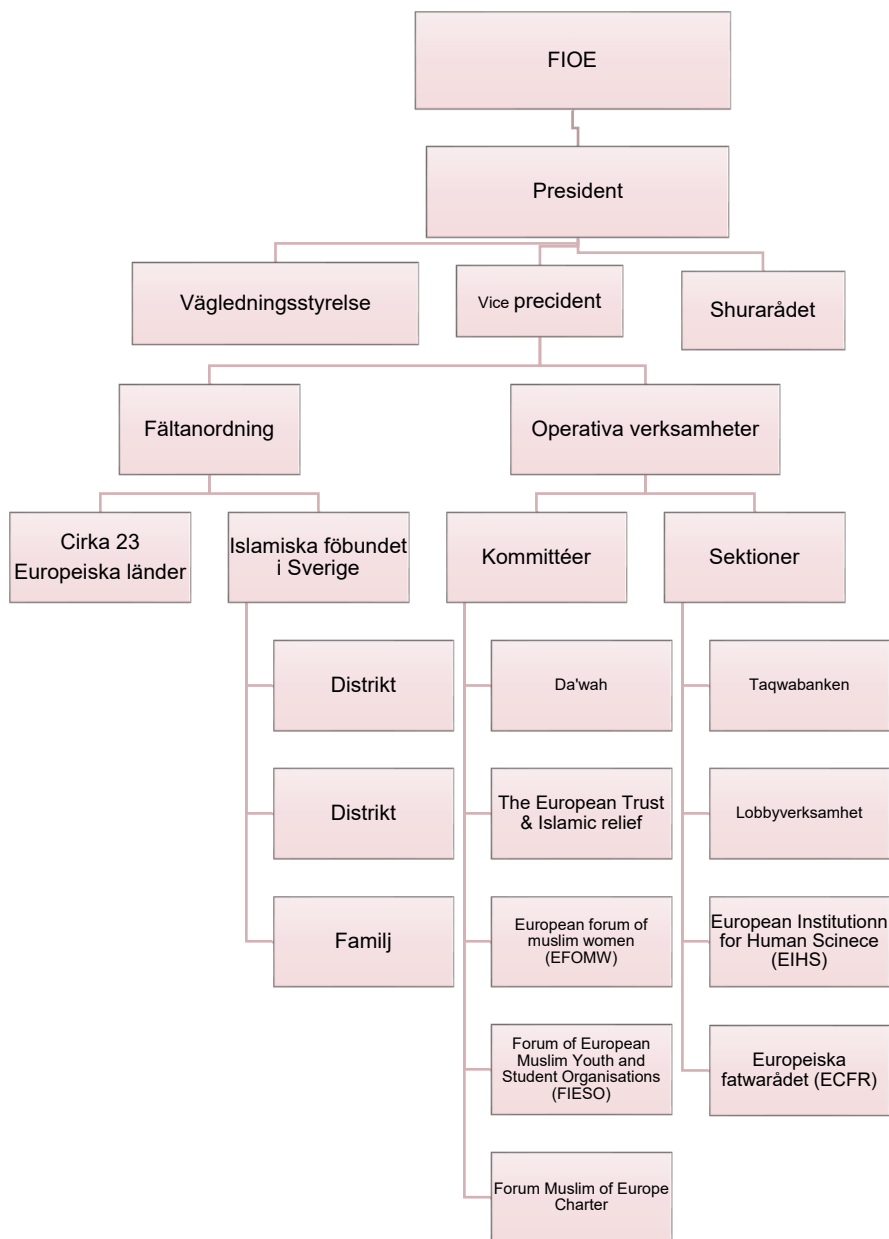 FIOE
President
Vägledningsstyrelse
Vice precident
Shurarådet
Fältanordning
Operativa verksamheter
Cirka 23
Europeiska länder
Islamiska föbundet
i Sverige
Kommittéer
Sektioner
Distrikt
Da'wah
Taqwabanken
Distrikt
The European Trust
& Islamic relief
Lobbyverksamhet
Familj
European forum of
muslim women
(EFOMW)
European Institutionn
for Human Scinece
(EIHS)
Forum of European
Muslim Youth and
Student Organisations
(FIESO)
Europeiska
fatwarådet (ECFR)
Forum Muslim of Europe
Charter